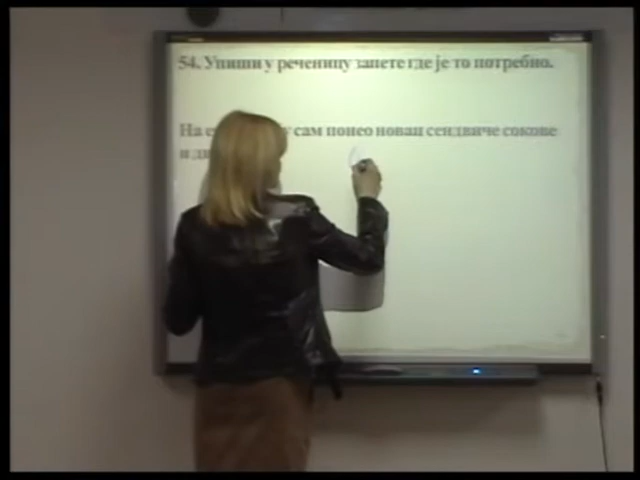 54. Упиши у реченицу запете где је то потребно.
На сам понео новац сендвиче сокове
и